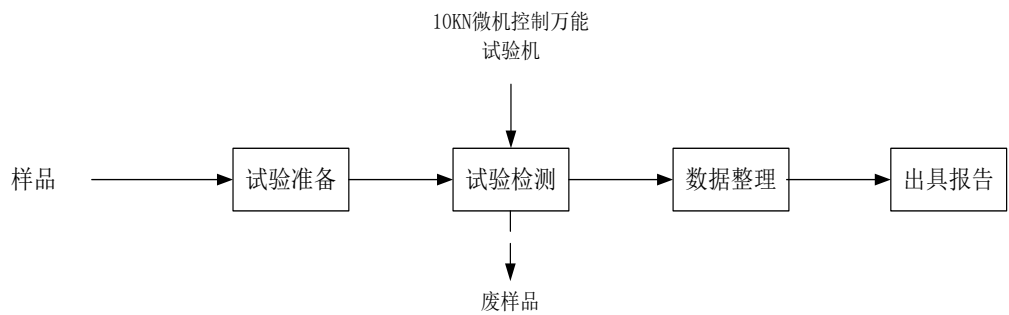 10KN微机控制万能
试验机
样品
试验准备
试验检测
数据整理
出具报告
废样品